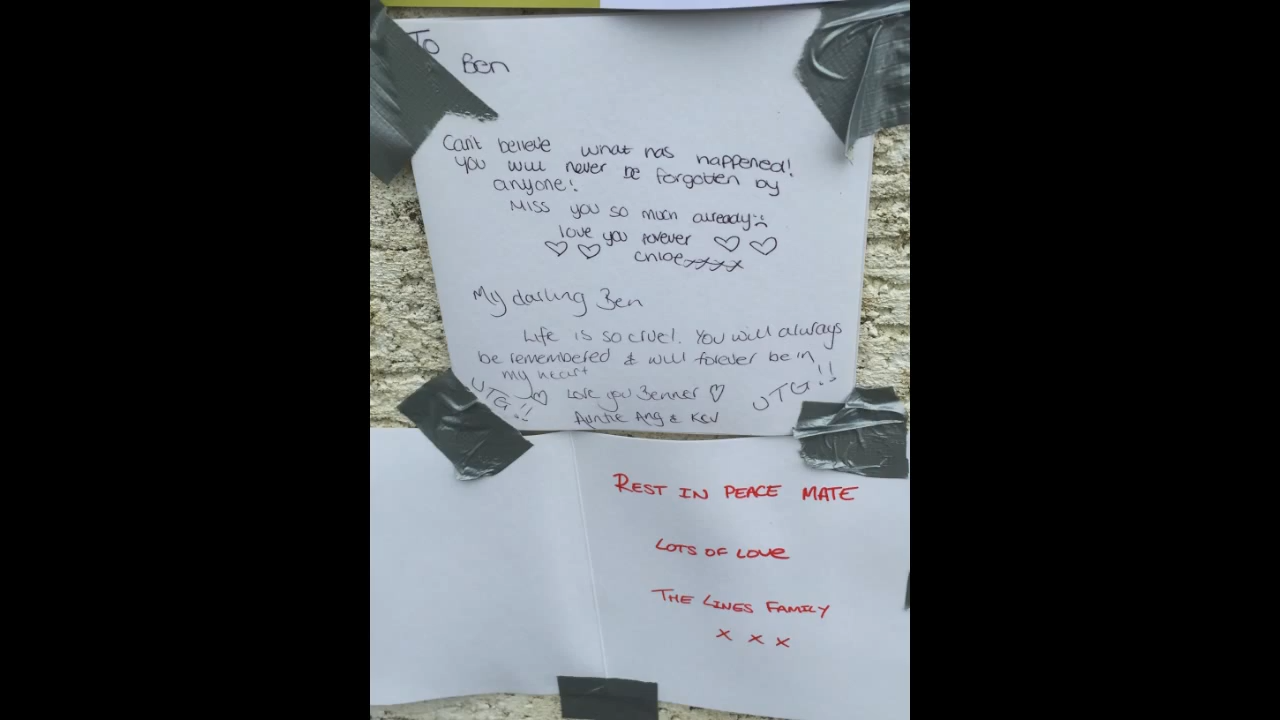 To
Ben
Can't believe what has happened!
you will never be forgotten by
anyone!
Miss you so much already :(
love you forever
Chloe xxxx
My darling Ben
Life is so cruel. You will always
be remembered & will forever be in
my heart
UTG!! ♡ Love you Benner ♡ UTG!!
Auntie Ang & Kev
REST IN PEACE MATE
LOTS OF LOVE
THE LINES FAMILY
x x x